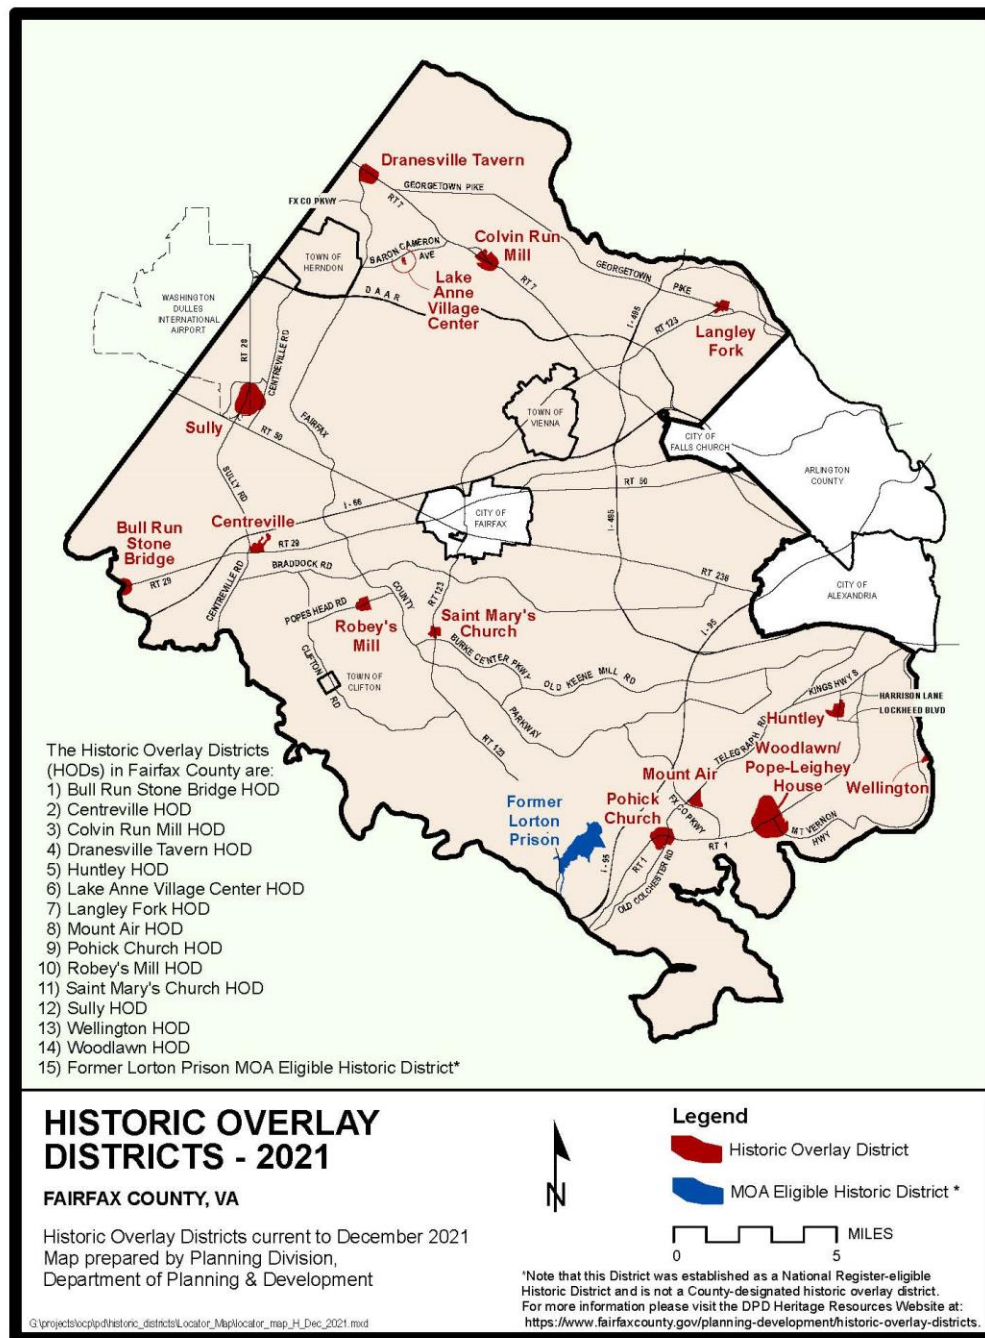 Dranesville Tavern
GEORGETOWN PIKE
FX CO PKWY
RT 7
Colvin Run
Mill
BARON CAMERON
AVE
TOWN OF
HERNDON
Lake
Anne
Village
Center
RT 7
GEORGETOWN
PIKE
D A A R
WASHINGTON
DULLES
INTERNATIONAL
AIRPORT
I - 495
RT 123
Langley
Fork
RT 28
CENTREVILLE RD
TOWN OF
VIENNA
FAIRFAX
Sully
RT 50
CITY OF
FALLS CHURCH
ARLINGTON
COUNTY
SULLY RD
I - 66
RT 50
CITY OF
FAIRFAX
I - 495
Bull Run
Stone
Bridge
Centreville
RT 29
RT 29
BRADDOCK RD
CENTREVILLE RD
RT 236
CITY OF
ALEXANDRIA
COUNTY
RT 123
POPES HEAD RD
Robey's
Mill
Saint Mary's
Church
I - 95
BURKE CENTER PKWY
OLD KEENE MILL RD
CLIFTON
RD
TOWN OF
CLIFTON
KINGS HWY S
HARRISON LANE
LOCKHEED BLVD
PARKWAY
TELEGRAPH RD
Huntley
RT 123
Woodlawn/
Pope-Leighey
House
Mount Air
Wellington
Former
Lorton
Prison
Pohick
Church
FX CO PKWY
MT VERNON
HWY
RT 1
I - 95
RT 1
OLD COLCHESTER RD
The Historic Overlay Districts
(HODs) in Fairfax County are:
1) Bull Run Stone Bridge HOD
2) Centreville HOD
3) Colvin Run Mill HOD
4) Dranesville Tavern HOD
5) Huntley HOD
6) Lake Anne Village Center HOD
7) Langley Fork HOD
8) Mount Air HOD
9) Pohick Church HOD
10) Robey's Mill HOD
11) Saint Mary's Church HOD
12) Sully HOD
13) Wellington HOD
14) Woodlawn HOD
15) Former Lorton Prison MOA Eligible Historic District*
HISTORIC OVERLAY
DISTRICTS - 2021
FAIRFAX COUNTY, VA
Historic Overlay Districts current to December 2021
Map prepared by Planning Division,
Department of Planning & Development
N
Legend
Historic Overlay District
MOA Eligible Historic District *
MILES
0 5
*Note that this District was established as a National Register-eligible
Historic District and is not a County-designated historic overlay district.
For more information please visit the DPD Heritage Resources Website at:
https://www.fairfaxcounty.gov/planning-development/historic-overlay-districts.
G:\projects\ocp\pd\historic_districts\Locator_Map\locator_map_H_Dec_2021.mxd